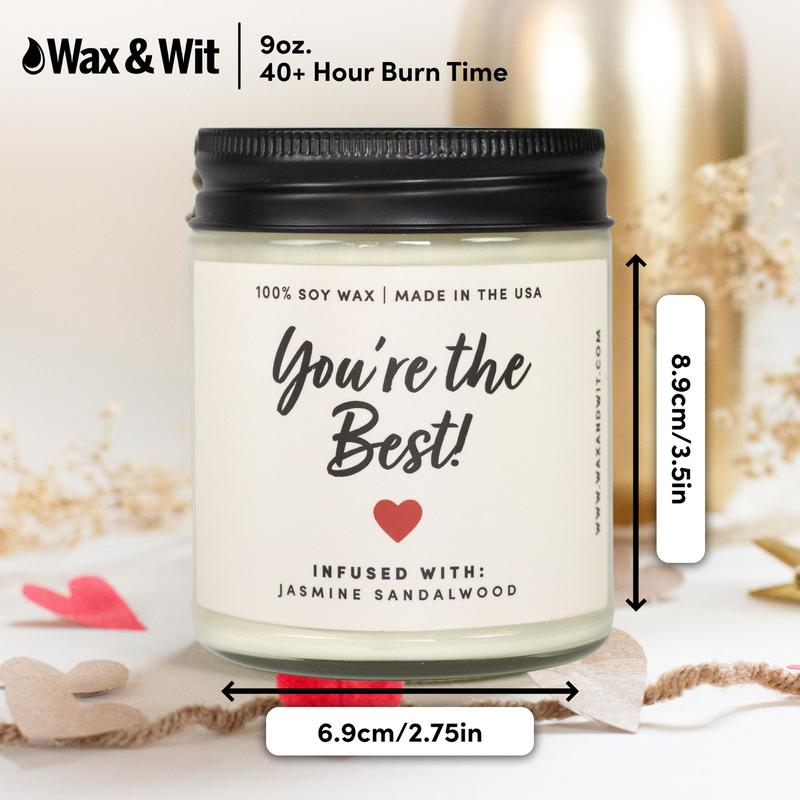 Wax & Wit
9oz.
40+ Hour Burn Time
100% SOY WAX | MADE IN THE USA
You're the
Best!
INFUSED WITH:
JASMINE SANDALWOOD
WWW.WAXANDWIT.COM
8.9cm/3.5in
6.9cm/2.75in